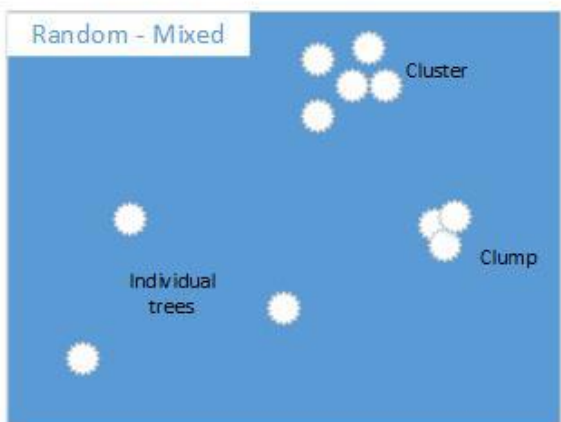 Random - Mixed
Cluster
Clump
Individual
trees